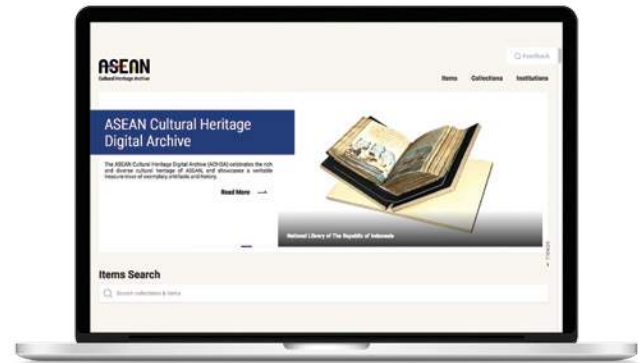 Feedback
ASEAN
Cultural Heritage Archive
Items Collections Institutions
ASEAN Cultural Heritage
Digital Archive
The ASEAN Cultural Heritage Digital Archive (ACHDA) celebrates the rich
and diverse cultural heritage of ASEAN, and showcases a veritable
treasure trove of exemplary artefacts and history.
Read More
National Library of The Republic of Indonesia
Items Search
Search collections & items